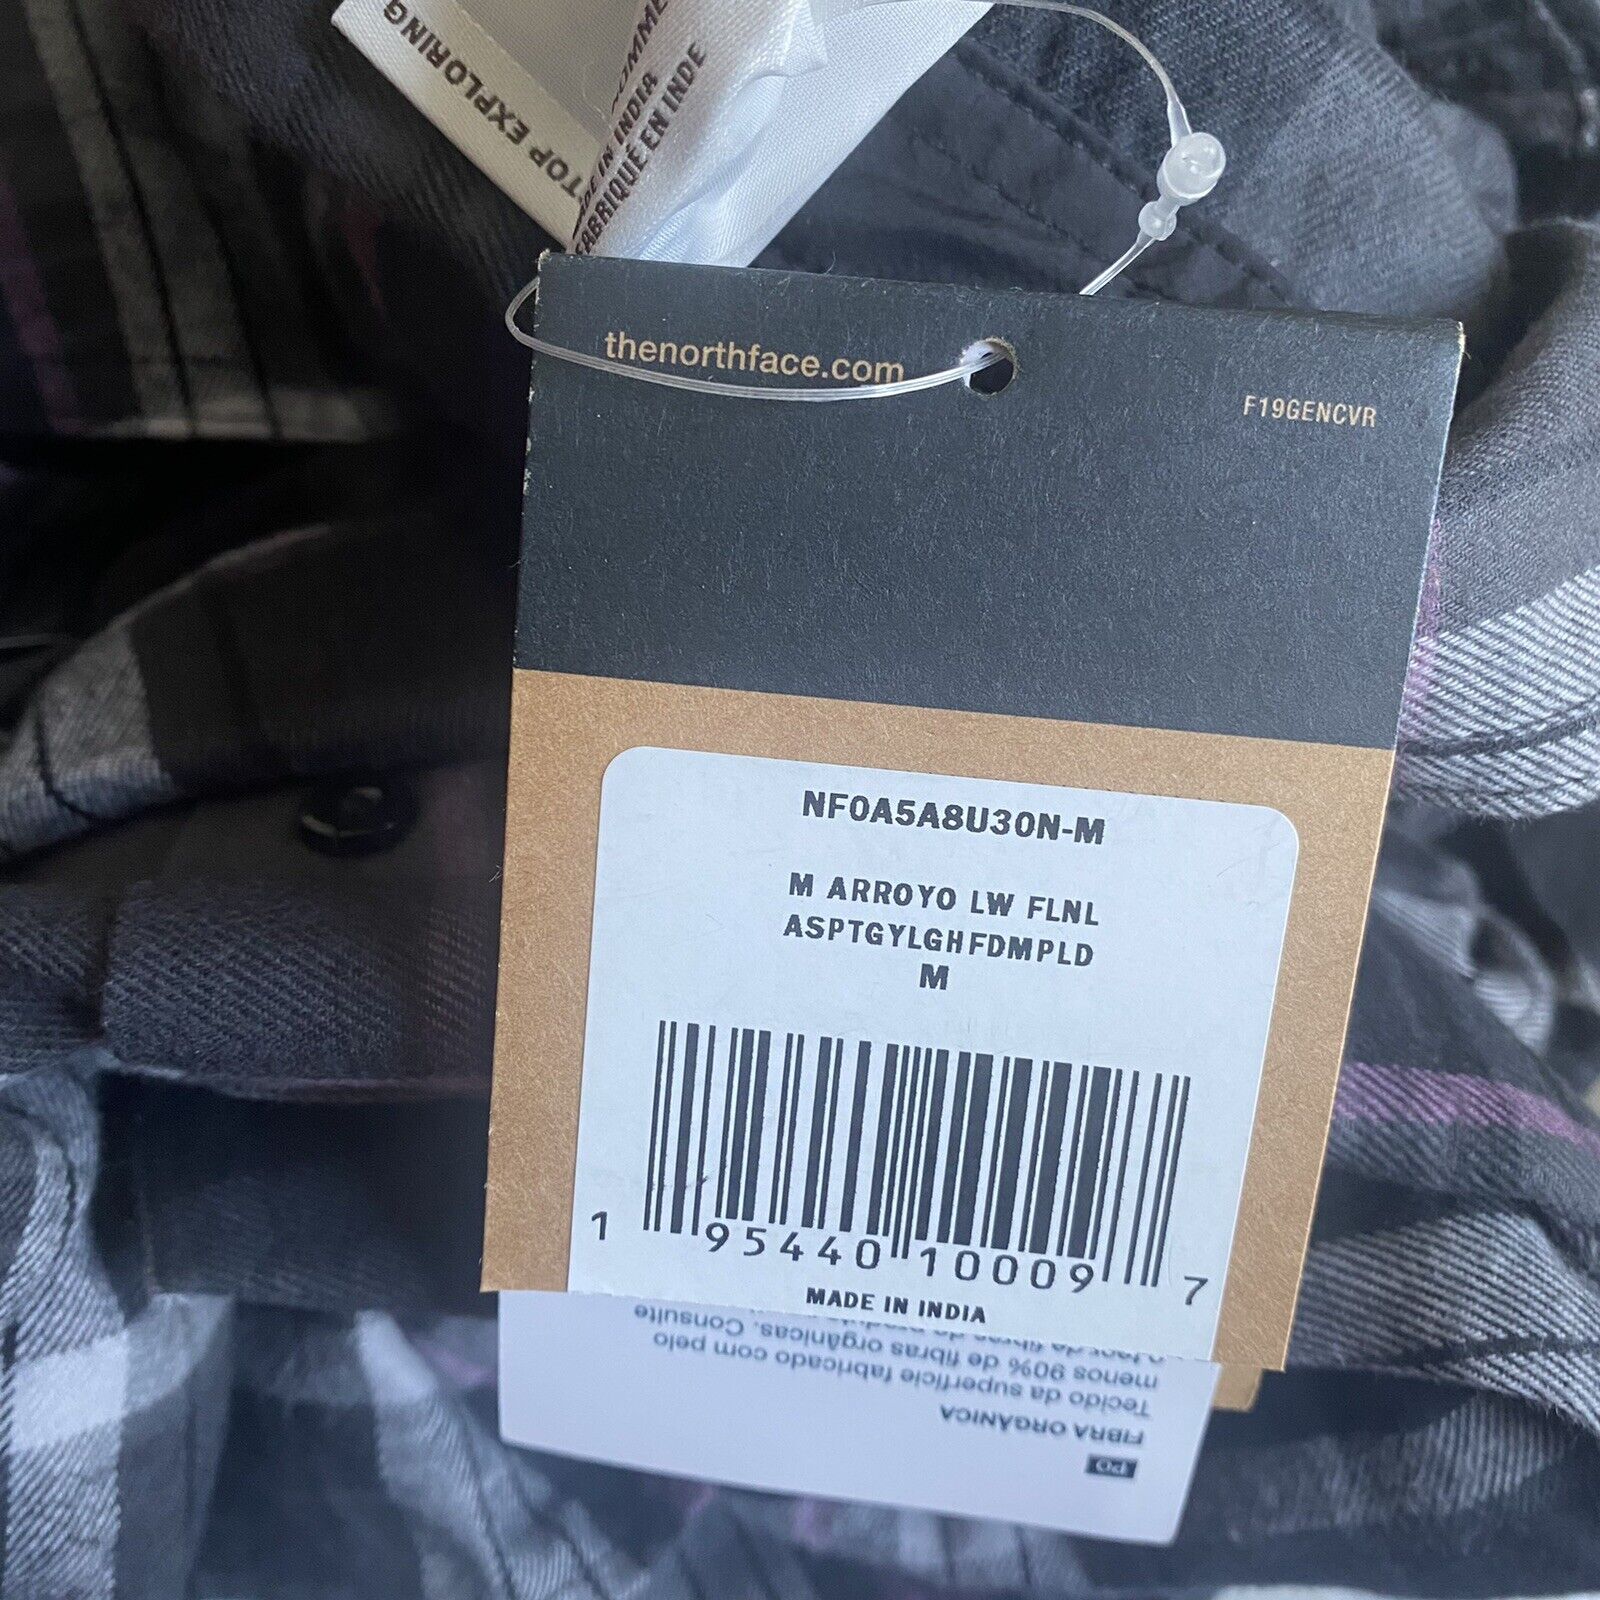 TOP EXPLORING
IN INDIA
FABRIQUÉ EN INDE
thenorthface.com
F19GENCVR
NF0A5A8U30N-M
M ARROYO LW FLNL
ASPTGYLGHFDMPLD
M
1 95440 10009 7
MADE IN INDIA
PO
FIBRA ORGÂNICA
Tecido da superfície fabricado com pelo
menos 90% de fibras orgânicas. Consulte